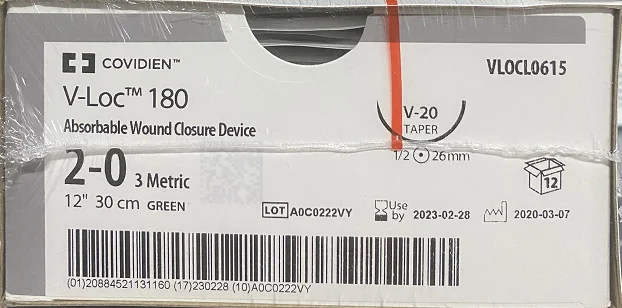 COVIDIEN™
VLOCL0615
V-Loc™ 180
Absorbable Wound Closure Device
V-20
TAPER
1/2 26mm
2-0 3 Metric
12" 30 cm GREEN
12
LOT A0C0222VY
Use by 2023-02-28
2020-03-07
(01)20884521131160 (17)230228 (10)A0C0222VY